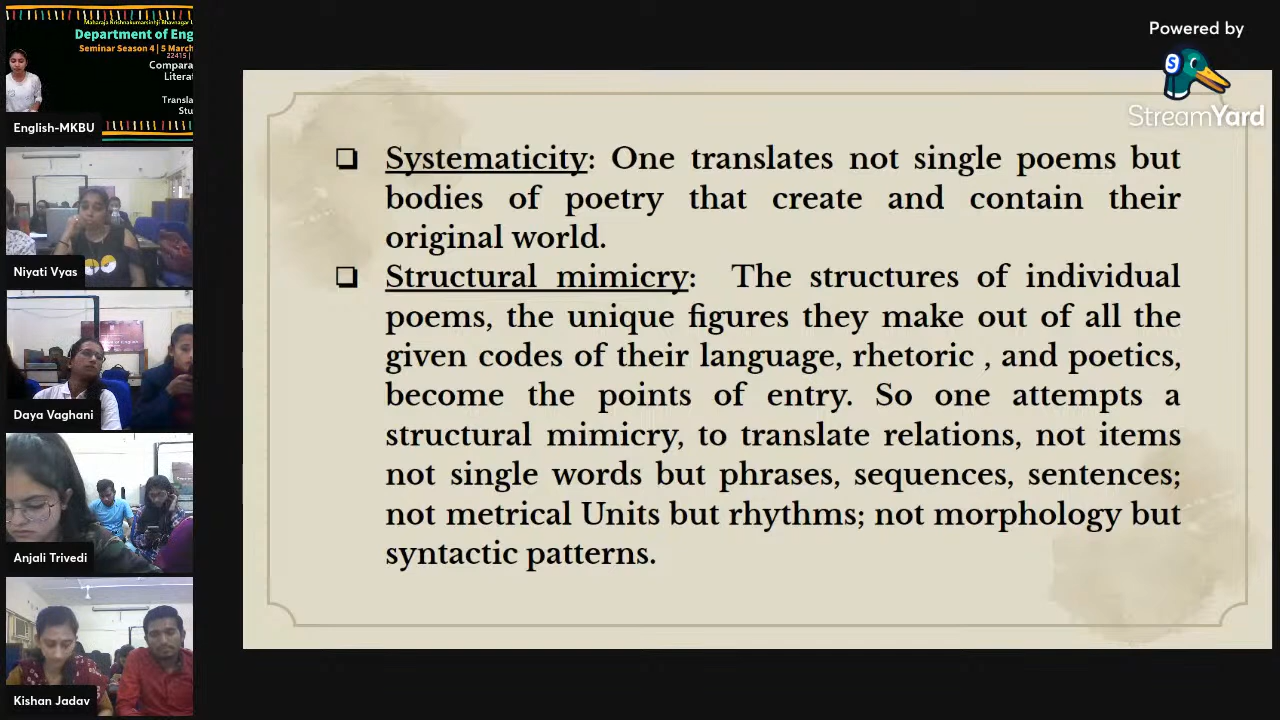 Maharaja Krishnakumarsinhji Bhavnagar
Department of Eng
Seminar Season 4 | 5 March
22415 |
Compara
Literat
Transla
Stu
English-MKBU
Niyati Vyas
Daya Vaghani
Anjali Trivedi
Kishan Jadav
Powered by
S
StreamYard
❑ Systematicity: One translates not single poems but
bodies of poetry that create and contain their
original world.
❑ Structural mimicry: The structures of individual
poems, the unique figures they make out of all the
given codes of their language, rhetoric , and poetics,
become the points of entry. So one attempts a
structural mimicry, to translate relations, not items
not single words but phrases, sequences, sentences;
not metrical Units but rhythms; not morphology but
syntactic patterns.